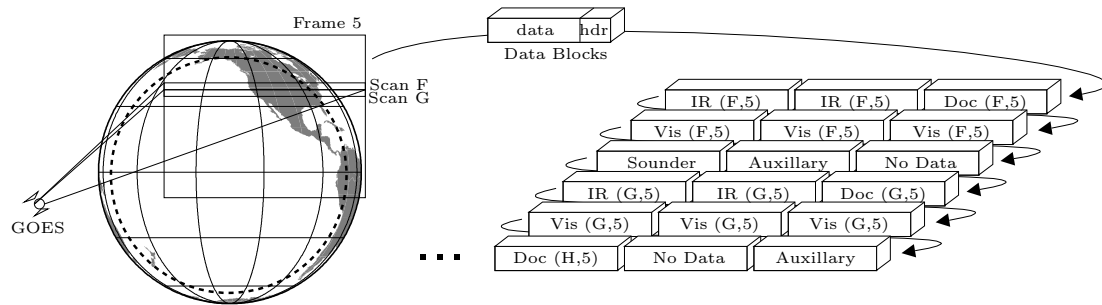 Frame 5
data hdr
Data Blocks
Scan F
Scan G
GOES
IR (F,5) IR (F,5) Doc (F,5)
Vis (F,5) Vis (F,5) Vis (F,5)
Sounder Auxillary No Data
IR (G,5) IR (G,5) Doc (G,5)
Vis (G,5) Vis (G,5) Vis (G,5)
Doc (H,5) No Data Auxillary